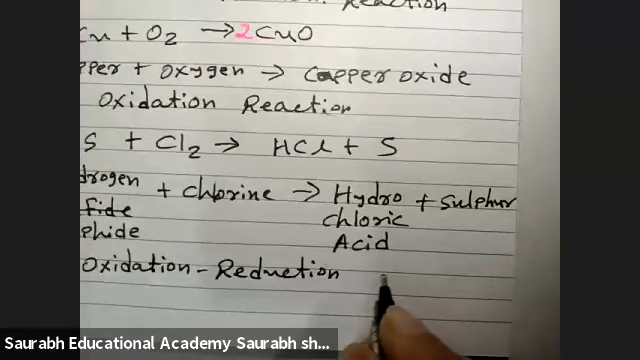 Reaction
Cu + O2 → 2CuO
pper + oxygen → Copper oxide
Oxidation Reaction
S + Cl2 → HCl + S
drogen + chlorine → Hydro + Sulphur
fide chloric
phide Acid
Oxidation - Reduction
Saurabh Educational Academy Saurabh sh...